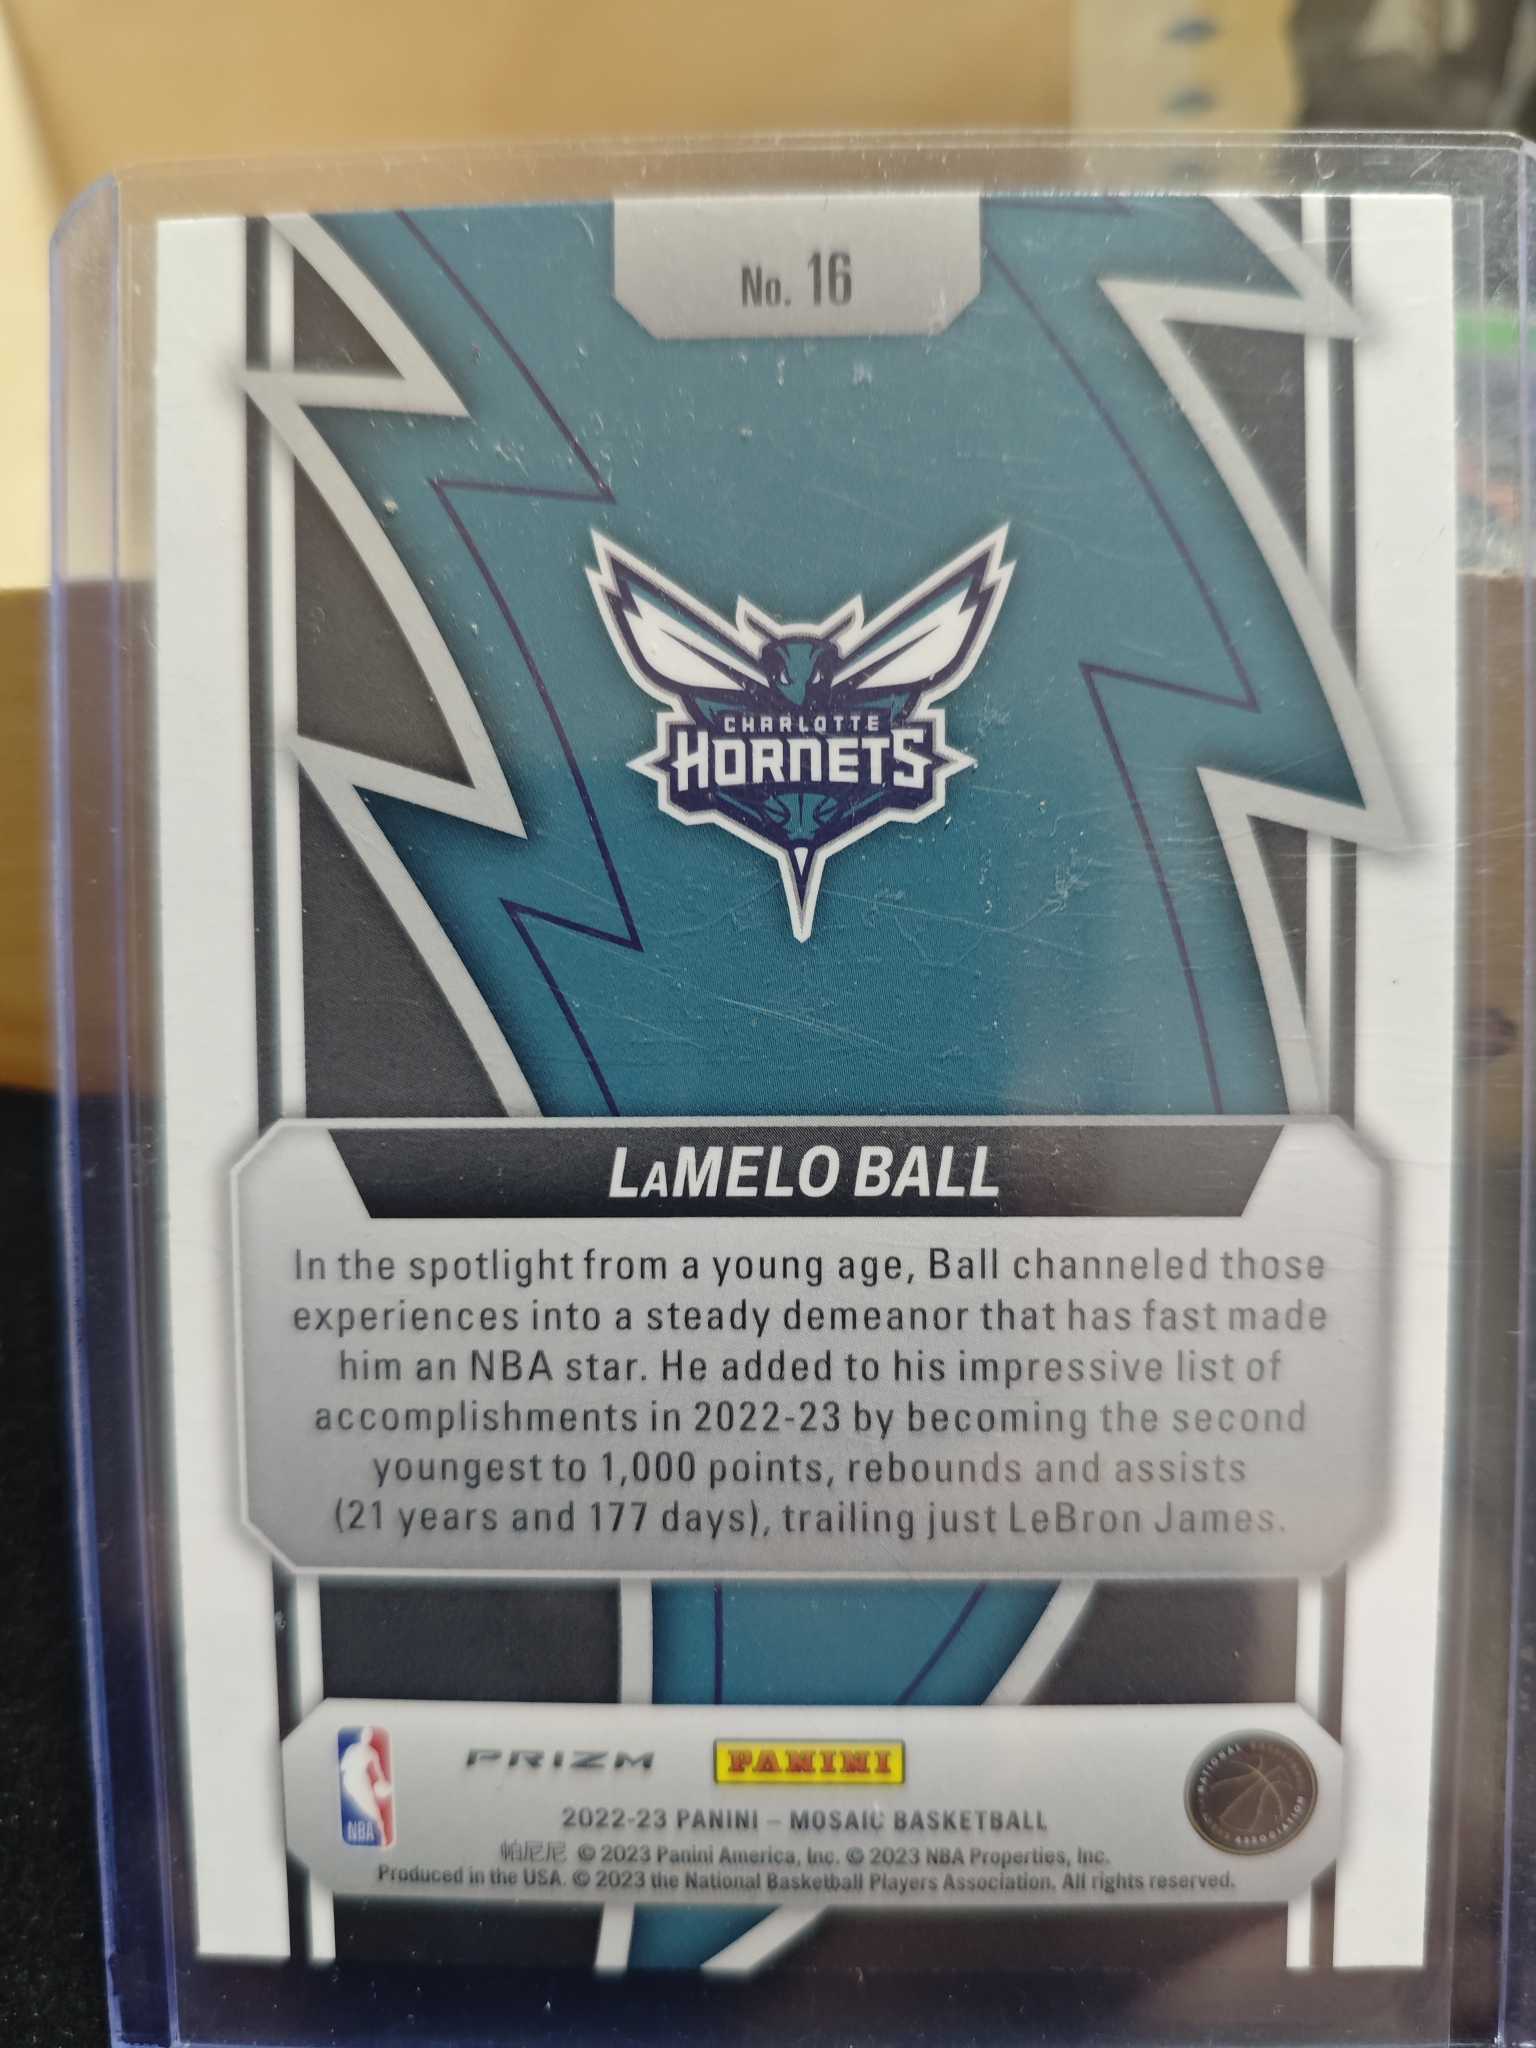 No. 16
CHARLOTTE
HORNETS
LaMELO BALL
In the spotlight from a young age, Ball channeled those
experiences into a steady demeanor that has fast made
him an NBA star. He added to his impressive list of
accomplishments in 2022-23 by becoming the second
youngest to 1,000 points, rebounds and assists
(21 years and 177 days), trailing just LeBron James.
NBA
PRIZM
PANINI
NATIONAL BASKETBALL
ASSOCIATION
2022-23 PANINI – MOSAIC BASKETBALL
帕尼尼 © 2023 Panini America, Inc. © 2023 NBA Properties, Inc.
Produced in the USA. © 2023 the National Basketball Players Association. All rights reserved.